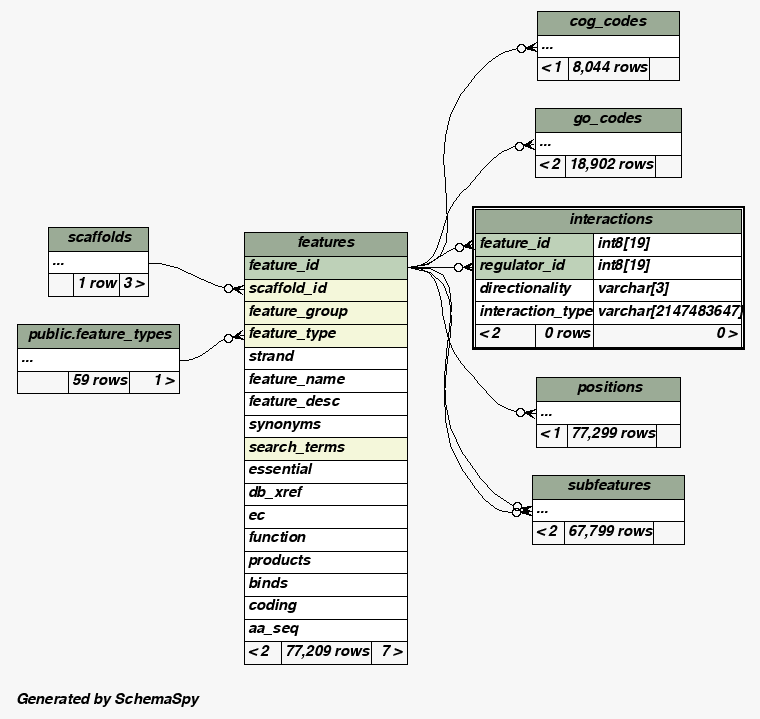 cog_codes
...
< 1 8,044 rows
go_codes
...
< 2 18,902 rows
interactions
feature_id int8[19]
regulator_id int8[19]
directionality varchar[3]
interaction_type varchar[2147483647]
< 2 0 rows 0 >
scaffolds
...
1 row 3 >
public.feature_types
...
59 rows 1 >
features
feature_id
scaffold_id
feature_group
feature_type
strand
feature_name
feature_desc
synonyms
search_terms
essential
db_xref
ec
function
products
binds
coding
aa_seq
< 2 77,209 rows 7 >
positions
...
< 1 77,299 rows
subfeatures
...
< 2 67,799 rows
Generated by SchemaSpy